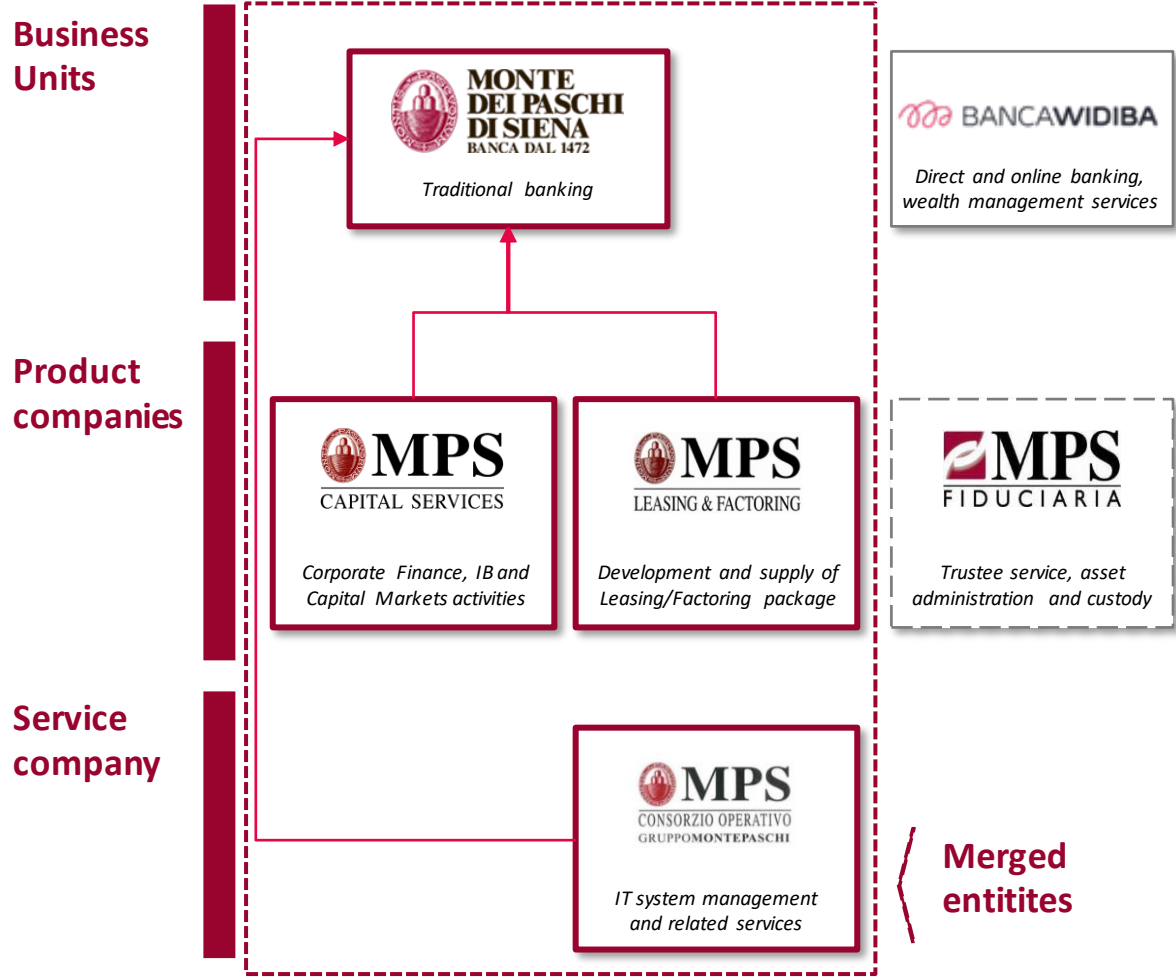 Business
Units
MONTE
DEI PASCHI
DI SIENA
BANCA DAL 1472
Traditional banking
BANCAWIDIBA
Direct and online banking,
wealth management services
Product
companies
MPS
CAPITAL SERVICES
Corporate Finance, IB and
Capital Markets activities
MPS
LEASING & FACTORING
Development and supply of
Leasing/Factoring package
MPS
FIDUCIARIA
Trustee service, asset
administration and custody
Service
company
MPS
CONSORZIO OPERATIVO
GRUPPOMONTEPASCHI
IT system management
and related services
Merged
entitites